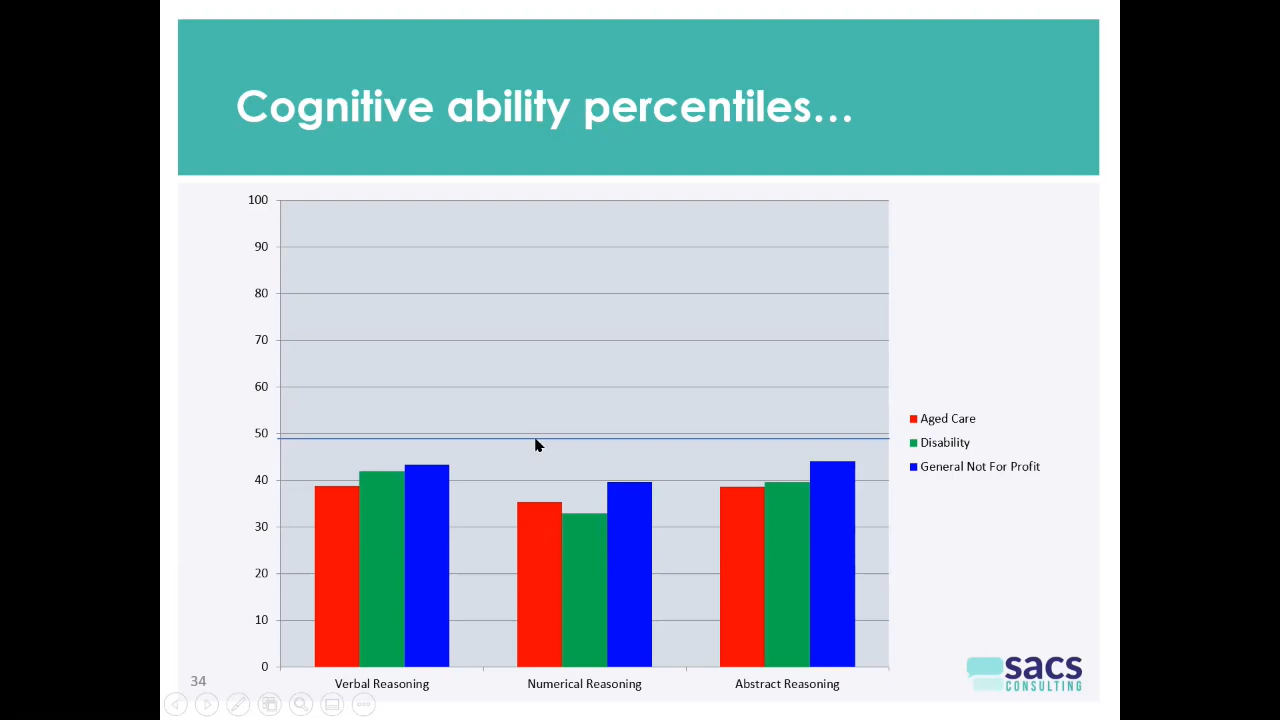 Cognitive ability percentiles…
100
90
80
70
60
50
40
30
20
10
0
Verbal Reasoning
Numerical Reasoning
Abstract Reasoning
Aged Care
Disability
General Not For Profit
34
sacs
CONSULTING